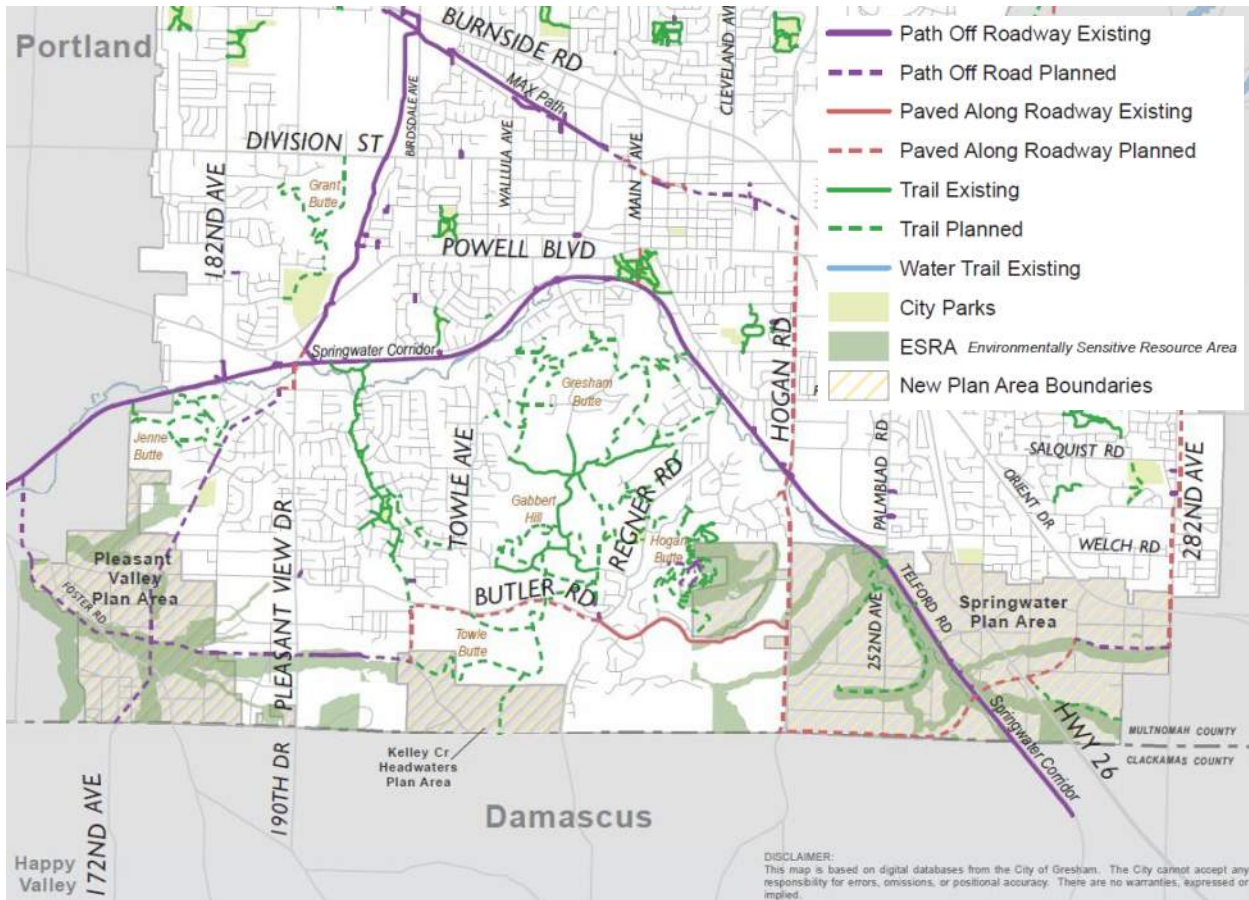 Portland
BURNSIDE RD
CLEVELAND AVE
MAX Path
BIRDSDALE AVE
DIVISION ST
WALLULA AVE
MAIN AVE
182ND AVE
Grant
Butte
POWELL BLVD
Springwater Corridor
HOGAN RD
Gresham
Butte
Jenne
Butte
TOWLE AVE
PLEASANT VIEW DR
Gabbert
Hill
REGNER RD
Hogan
Butte
PALMBLAD RD
SALQUIST RD
ORIENT DR
282ND AVE
WELCH RD
Pleasant
Valley
Plan Area
FOSTER RD
BUTLER RD
Towle
Butte
252ND AVE
TELFORD RD
Springwater
Plan Area
HWY 26
Springwater Corridor
MULTNOMAH COUNTY
CLACKAMAS COUNTY
Kelley Cr
Headwaters
Plan Area
190TH DR
172ND AVE
Damascus
Happy
Valley
Path Off Roadway Existing
Path Off Road Planned
Paved Along Roadway Existing
Paved Along Roadway Planned
Trail Existing
Trail Planned
Water Trail Existing
City Parks
ESRA Environmentally Sensitive Resource Area
New Plan Area Boundaries
DISCLAIMER:
This map is based on digital databases from the City of Gresham. The City cannot accept any
responsibility for errors, omissions, or positional accuracy. There are no warranties, expressed or
implied.